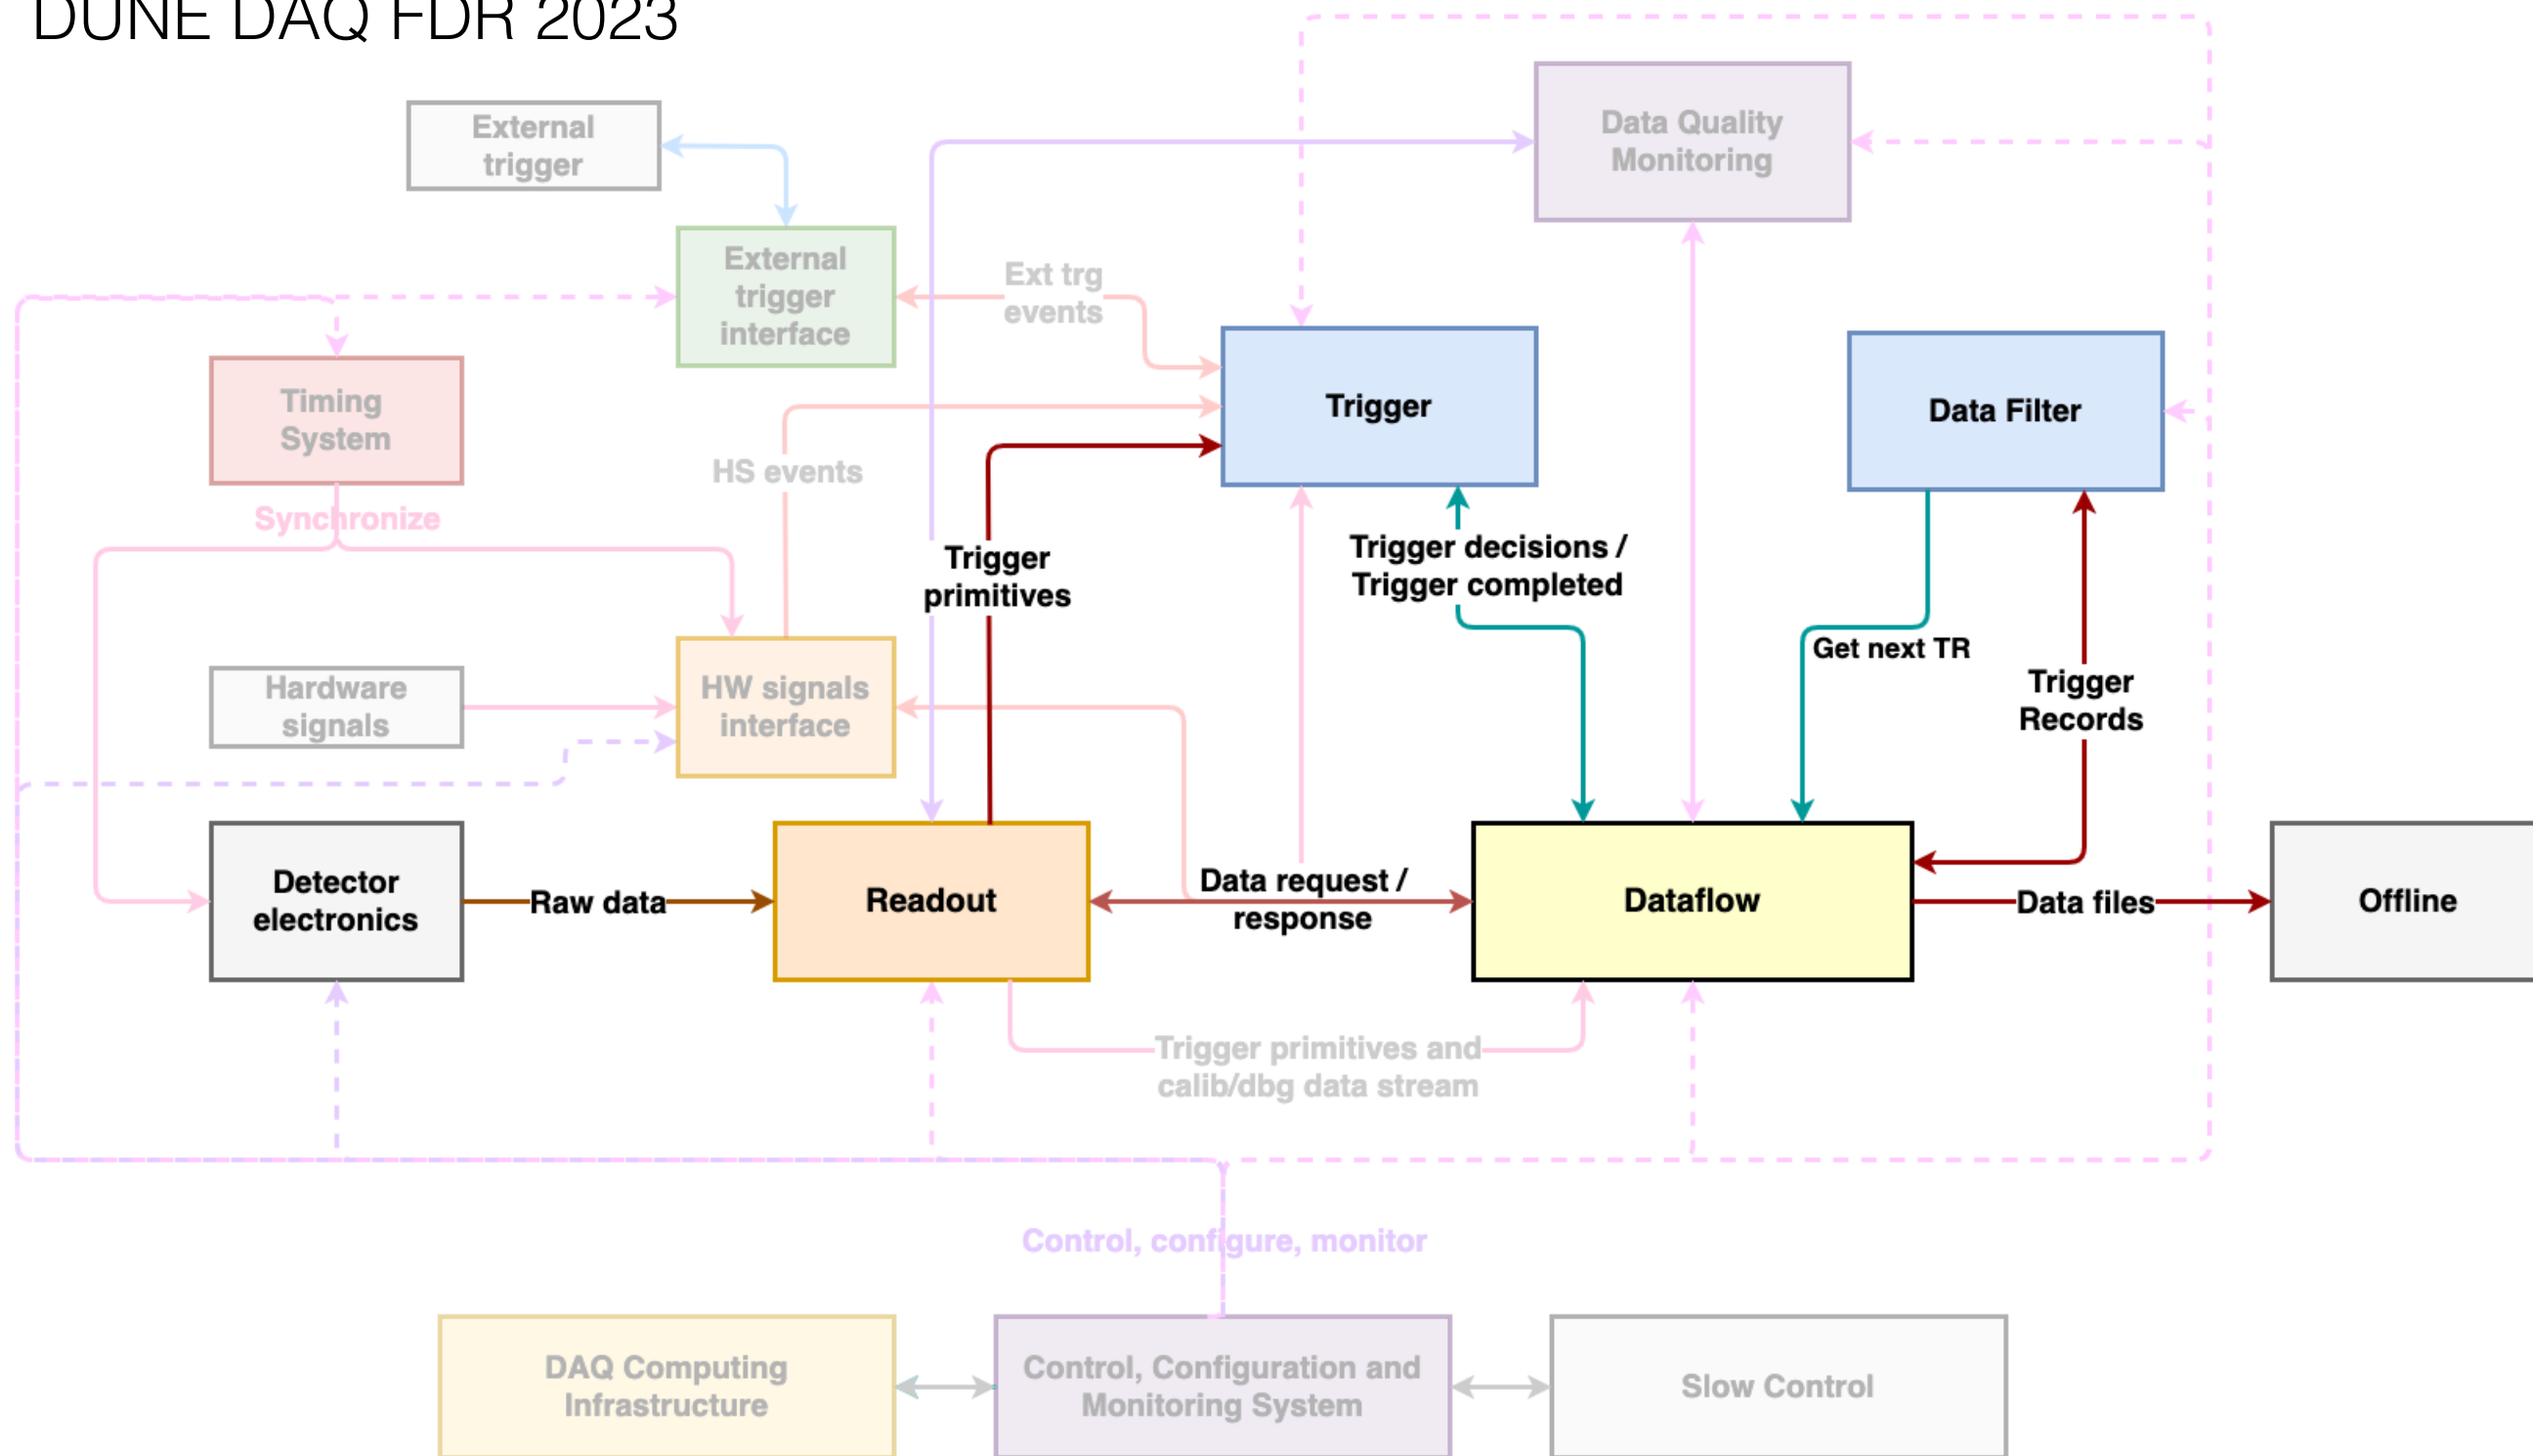 DUNE DAQ FDR 2023
External
trigger
Data Quality
Monitoring
External
trigger
interface
Ext trg
events
Timing
System
Trigger
Data Filter
HS events
Synchronize
Trigger
primitives
Trigger decisions /
Trigger completed
Get next TR
Hardware
signals
HW signals
interface
Trigger
Records
Detector
electronics
Raw data
Readout
Data request /
response
Dataflow
Data files
Offline
Trigger primitives and
calib/dbg data stream
Control, configure, monitor
DAQ Computing
Infrastructure
Control, Configuration and
Monitoring System
Slow Control